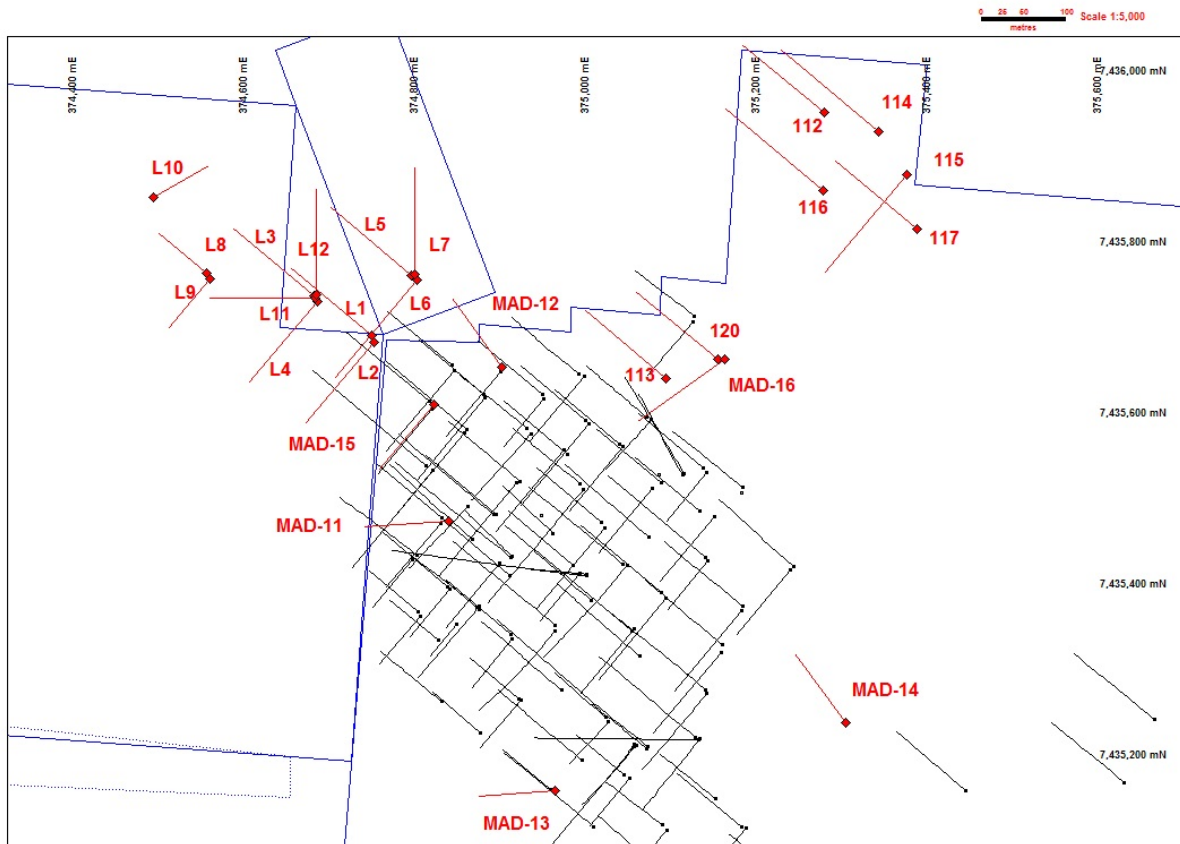 0 25 50 100 Scale 1:5,000
metres
374,400 mE
374,600 mE
374,800 mE
375,000 mE
375,200 mE
375,400 mE
375,600 mE
7,436,000 mN
112
114
L10
115
116
L5
L3
L12
L7
117
7,435,800 mN
L8
L9
L11
L1
L6
MAD-12
120
L4
L2
113
MAD-16
7,435,600 mN
MAD-15
MAD-11
7,435,400 mN
MAD-14
7,435,200 mN
MAD-13